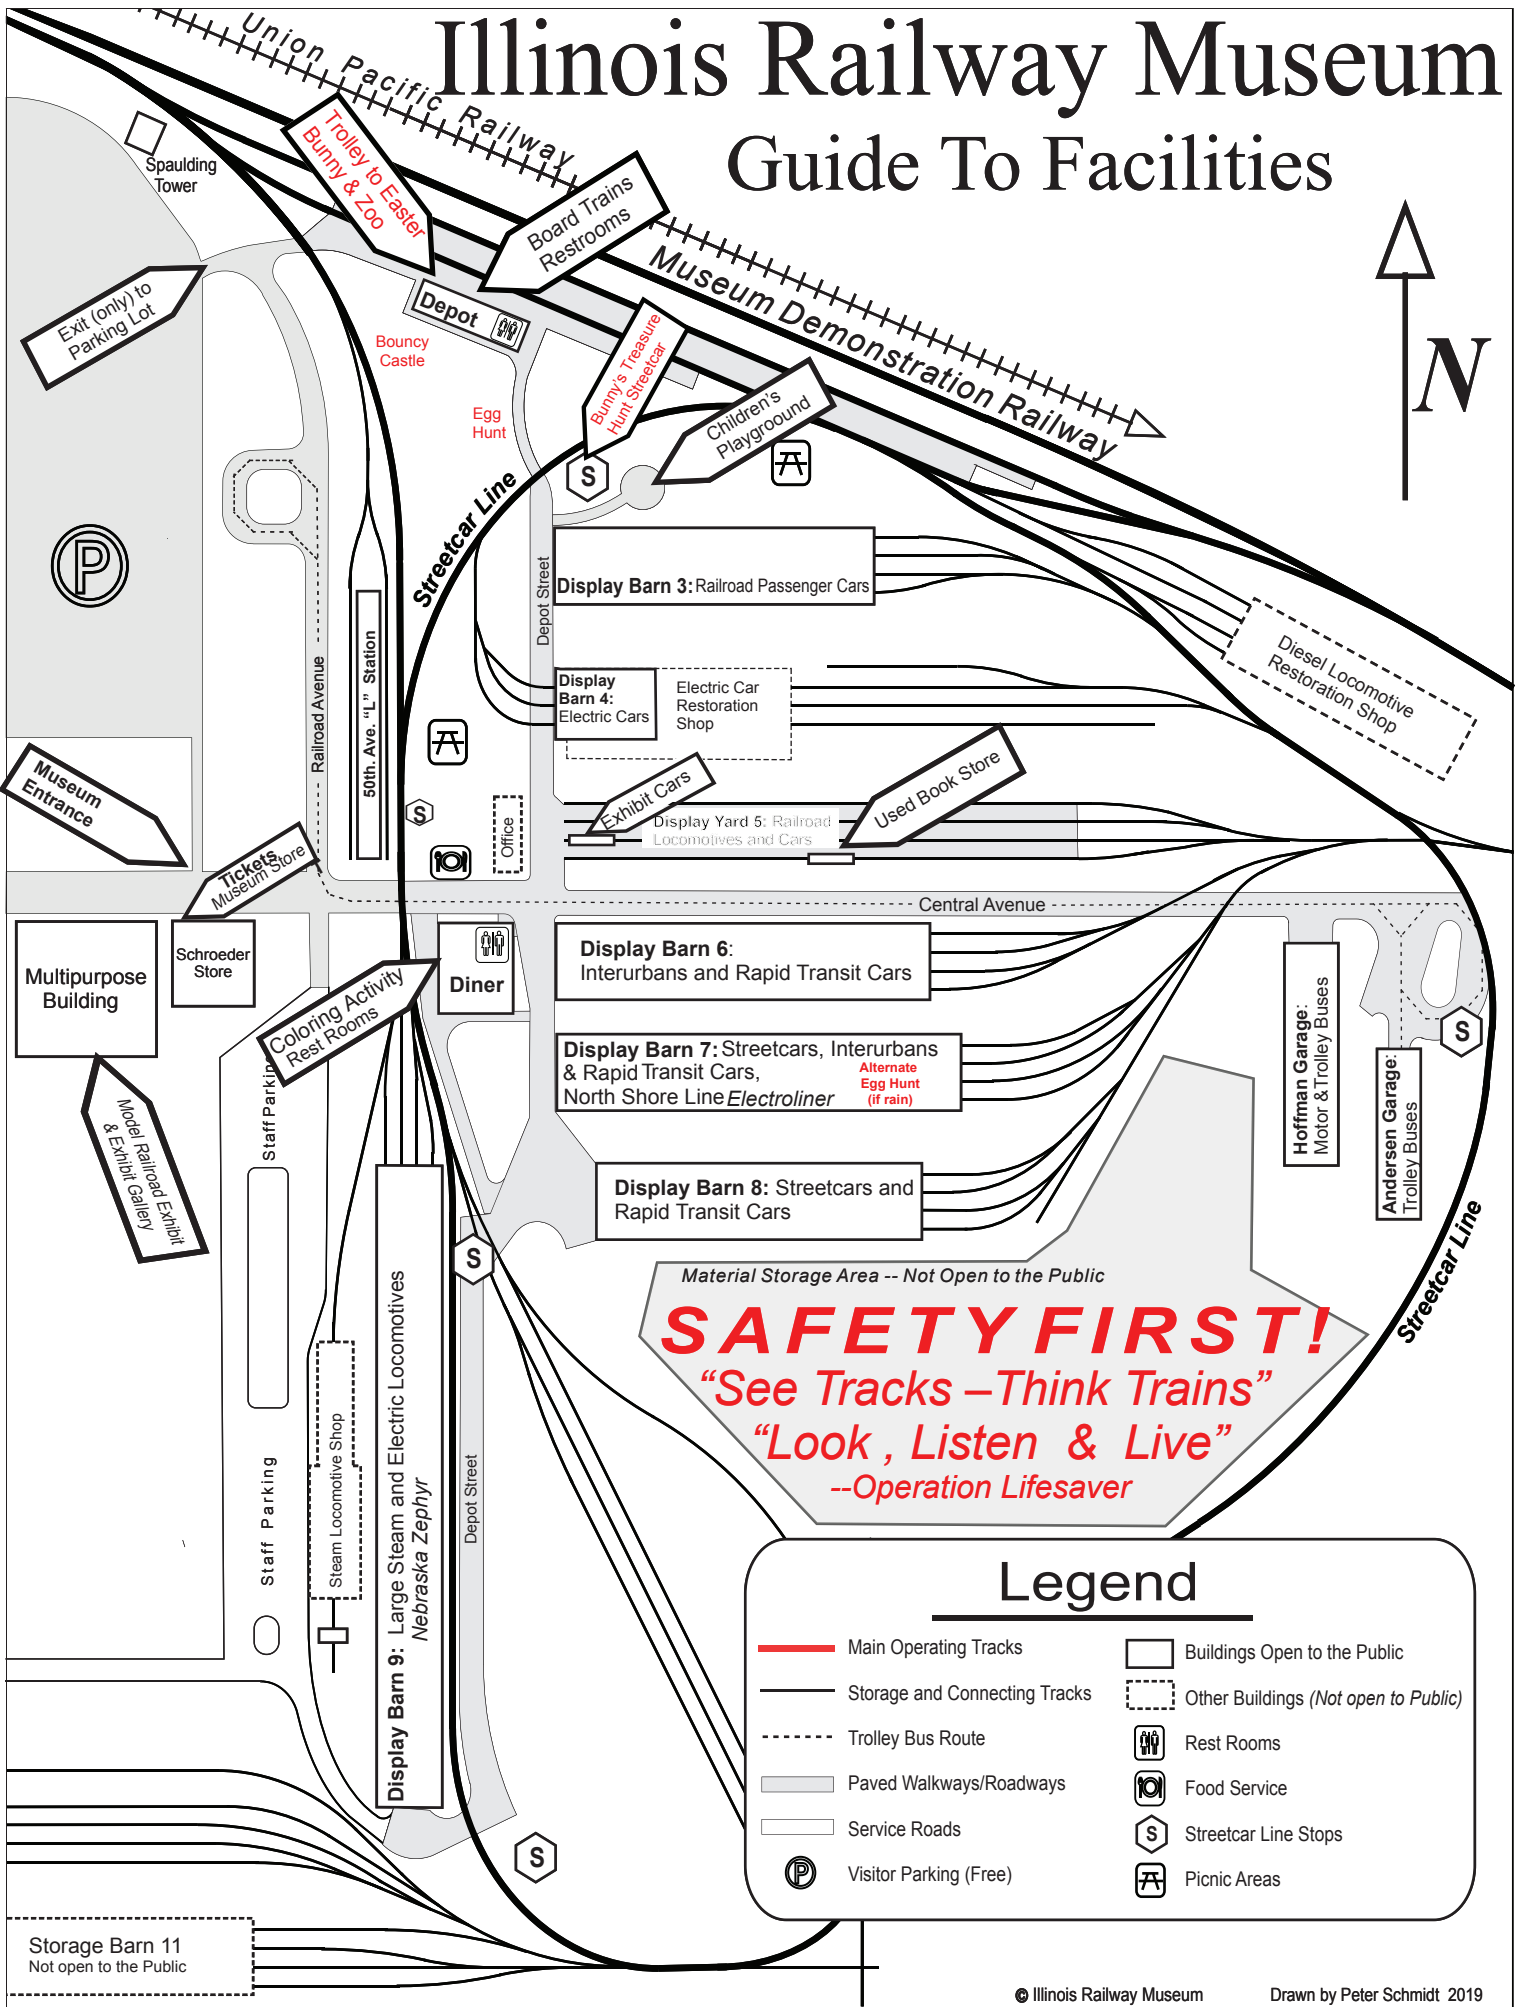 Illinois Railway Museum
Guide To Facilities
Union Pacific Railway
Spaulding
Tower
Trolley to Easter
Bunny & Zoo
Board Trains
Restrooms
Museum Demonstration Railway
N
Exit (only) to
Parking Lot
Depot
Bouncy
Castle
Egg
Hunt
Bunny's Treasure
Hunt Streetcar
Children's
Playgroound
S
P
Streetcar Line
Depot Street
Display Barn 3: Railroad Passenger Cars
Diesel Locomotive
Restoration Shop
Railroad Avenue
50th. Ave. “L” Station
Display
Barn 4:
Electric Cars
Electric Car
Restoration
Shop
Museum
Entrance
S
Office
Exhibit Cars
Display Yard 5: Railroad
Locomotives and Cars
Used Book Store
Tickets
Museum Store
Central Avenue
Multipurpose
Building
Schroeder
Store
Diner
Coloring Activity
Rest Rooms
Display Barn 6:
Interurbans and Rapid Transit Cars
Display Barn 7: Streetcars, Interurbans
& Rapid Transit Cars,
North Shore Line Electroliner
Alternate
Egg Hunt
(if rain)
Hoffman Garage:
Motor & Trolley Buses
Andersen Garage:
Trolley Buses
S
Staff Parking
Model Railroad Exhibit
& Exhibit Gallery
Display Barn 8: Streetcars and
Rapid Transit Cars
S
Streetcar Line
Material Storage Area -- Not Open to the Public
SAFETY FIRST!
“See Tracks –Think Trains”
“Look , Listen & Live”
--Operation Lifesaver
Staff Parking
Steam Locomotive Shop
Display Barn 9: Large Steam and Electric Locomotives
Nebraska Zephyr
Depot Street
S
Storage Barn 11
Not open to the Public
Legend
Main Operating Tracks
Storage and Connecting Tracks
Trolley Bus Route
Paved Walkways/Roadways
Service Roads
P Visitor Parking (Free)
Buildings Open to the Public
Other Buildings (Not open to Public)
Rest Rooms
Food Service
S Streetcar Line Stops
Picnic Areas
© Illinois Railway Museum
Drawn by Peter Schmidt 2019